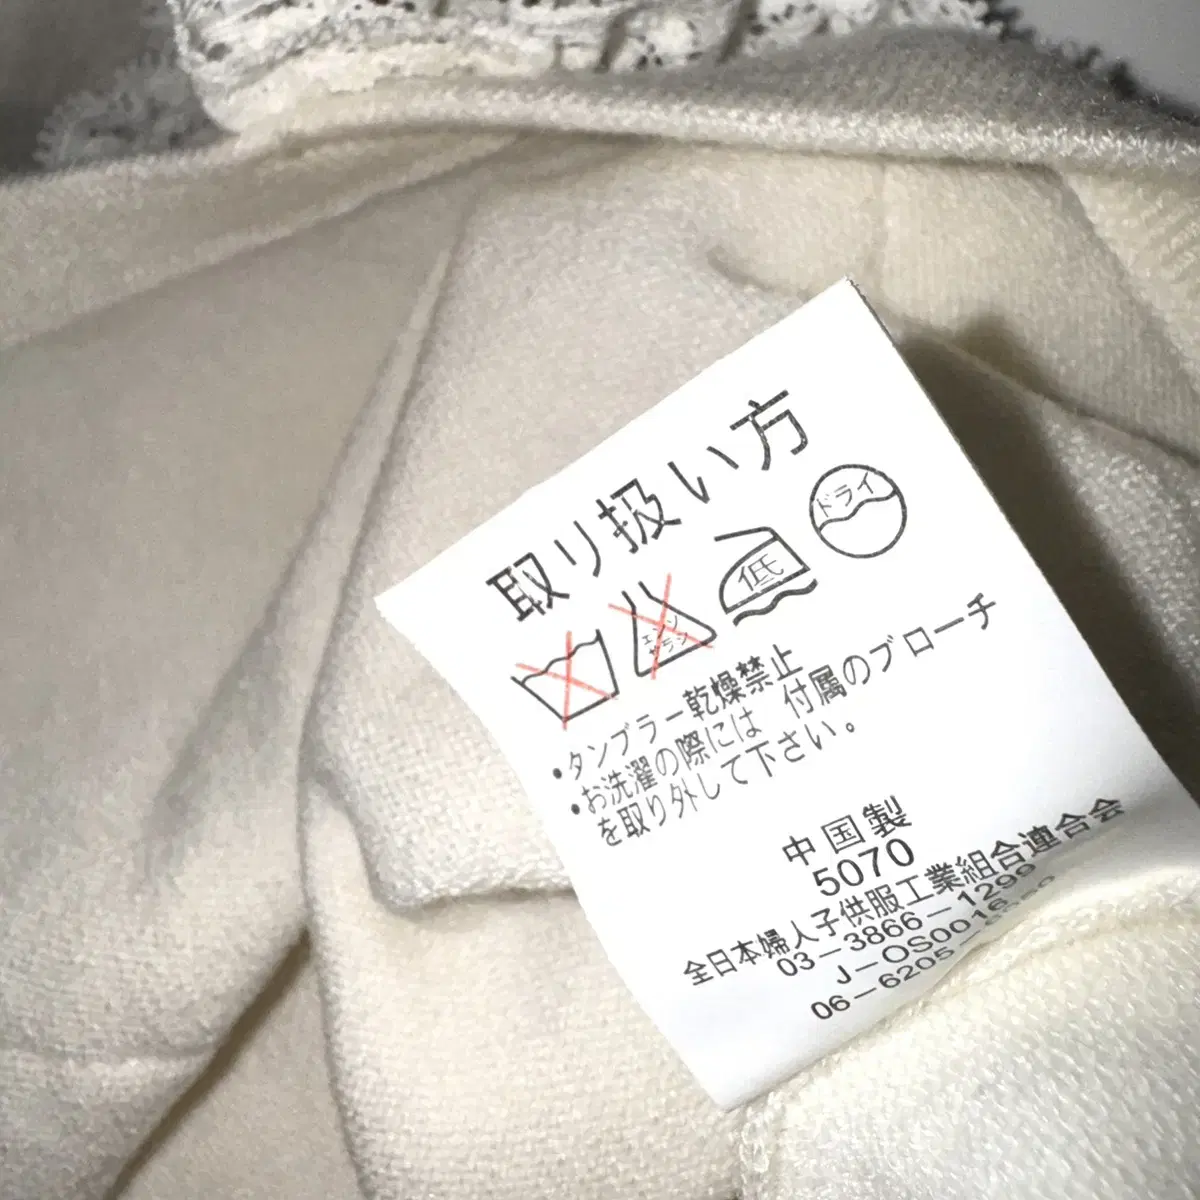 取り扱い方
エンソ
サラシ
低
ドライ
•タンブラー乾燥禁止
•お洗濯の際には 付属のブローチ
を取り外して下さい。
中国製
5070
全日本婦人子供服工業組合連合会
03－3866－1299
J－OS0016
06－6205－